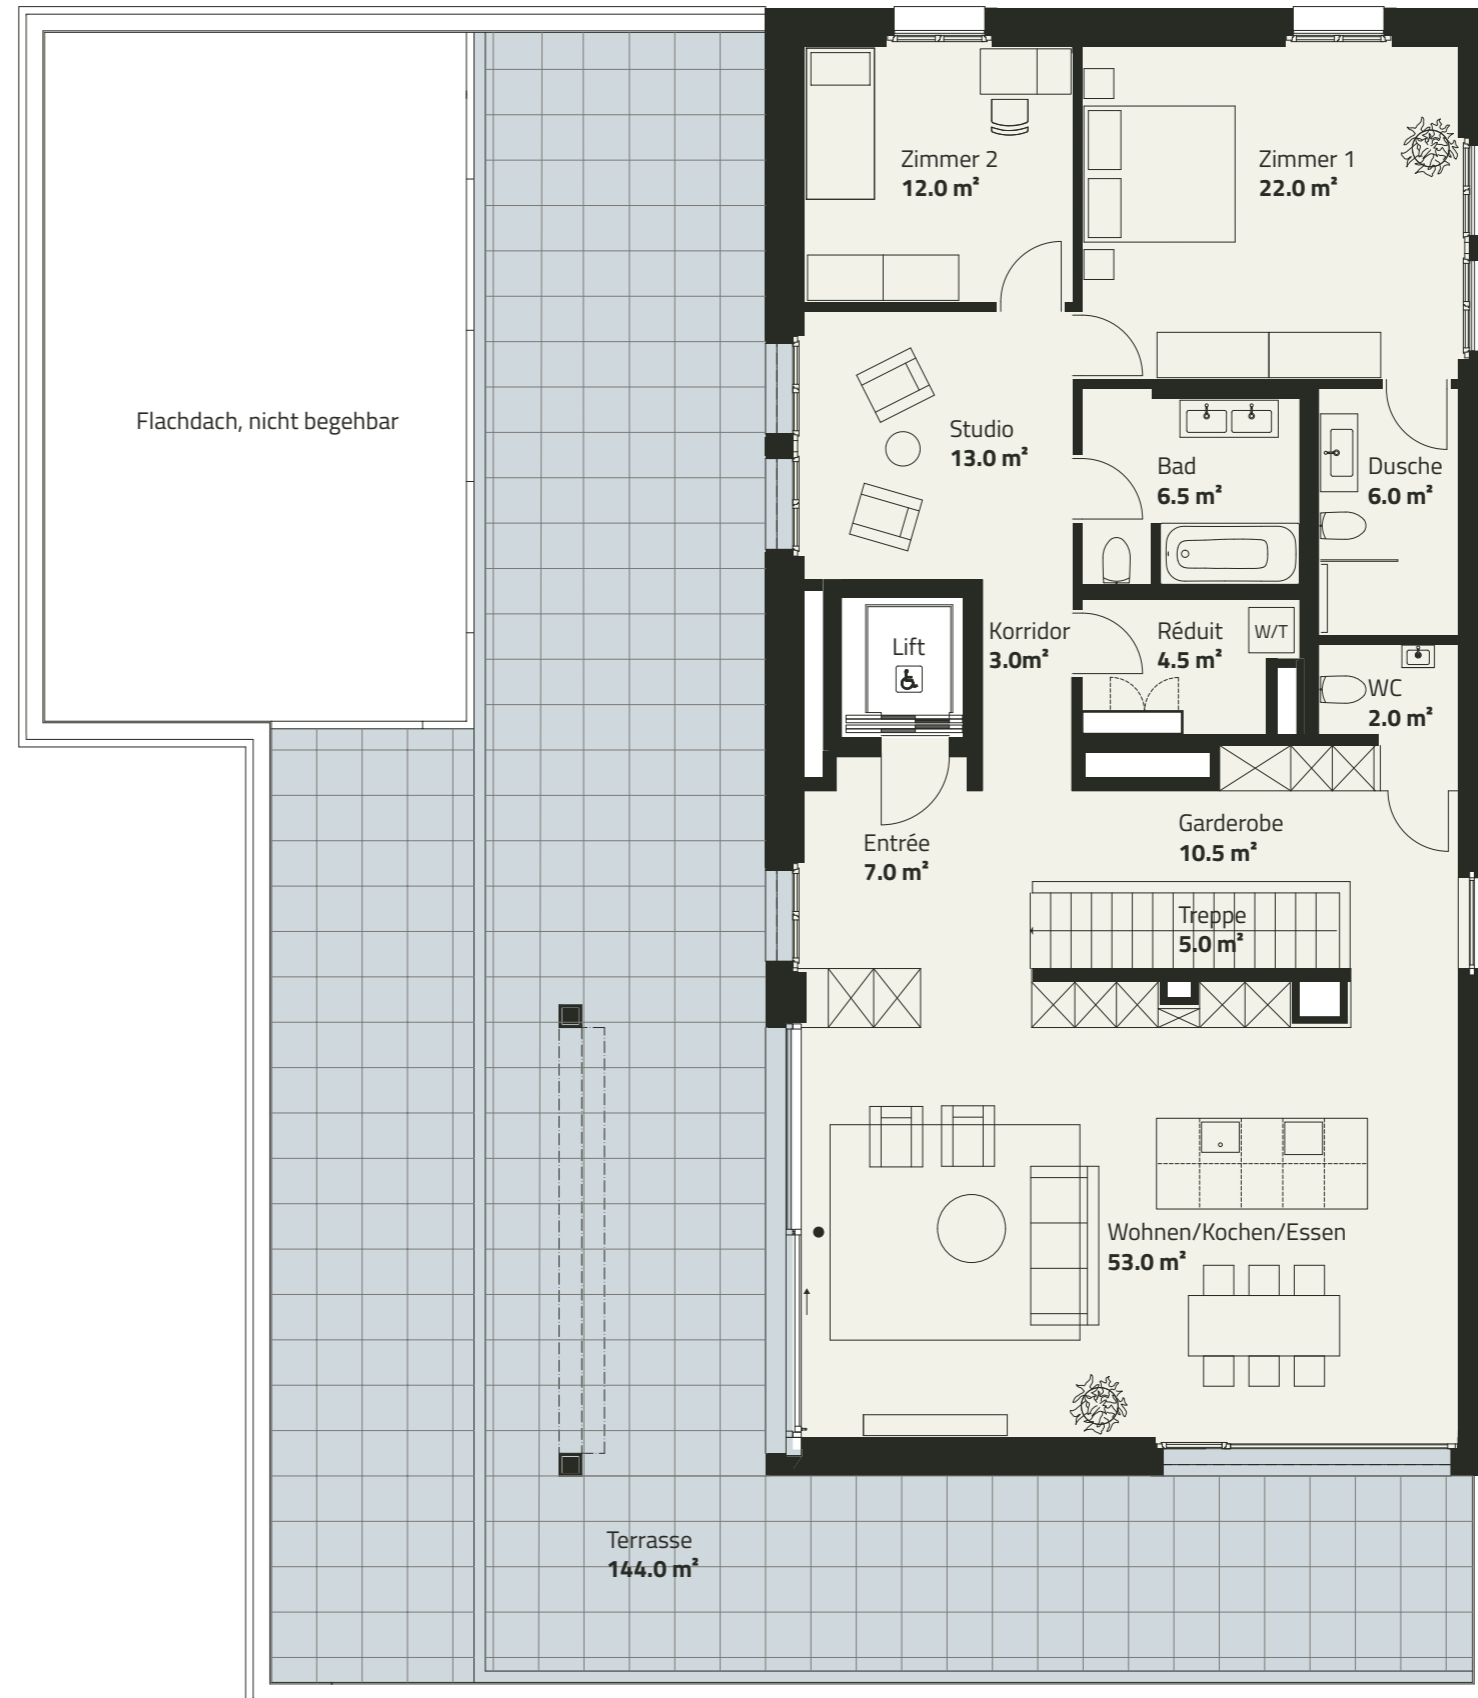 Zimmer 2
12.0 m²
Zimmer 1
22.0 m²
Flachdach, nicht begehbar
Studio
13.0 m²
Bad
6.5 m²
Dusche
6.0 m²
Lift
Korridor
3.0m²
Réduit
4.5 m²
W/T
WC
2.0 m²
Entrée
7.0 m²
Garderobe
10.5 m²
Treppe
5.0 m²
Wohnen/Kochen/Essen
53.0 m²
Terrasse
144.0 m²